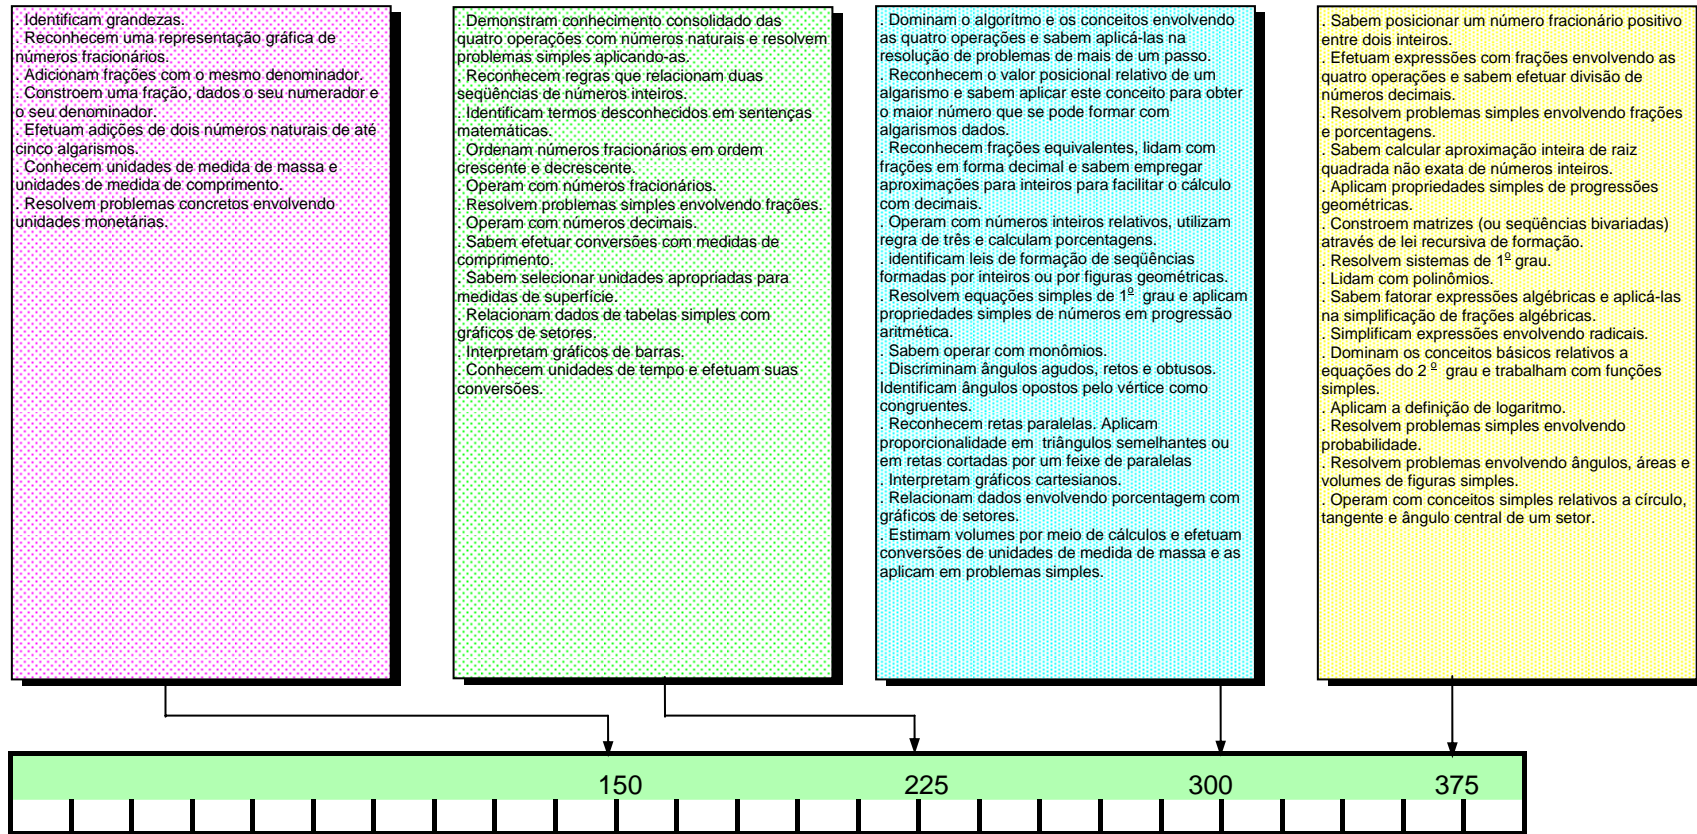 . Identificam grandezas.
. Reconhecem uma representação gráfica de
números fracionários.
. Adicionam frações com o mesmo denominador.
. Constroem uma fração, dados o seu numerador e
o seu denominador.
. Efetuam adições de dois números naturais de até
cinco algarismos.
. Conhecem unidades de medida de massa e
unidades de medida de comprimento.
. Resolvem problemas concretos envolvendo
unidades monetárias.
. Demonstram conhecimento consolidado das
quatro operações com números naturais e resolvem
problemas simples aplicando-as.
. Reconhecem regras que relacionam duas
seqüências de números inteiros.
. Identificam termos desconhecidos em sentenças
matemáticas.
. Ordenam números fracionários em ordem
crescente e decrescente.
. Operam com números fracionários.
. Resolvem problemas simples envolvendo frações.
. Operam com números decimais.
. Sabem efetuar conversões com medidas de
comprimento.
. Sabem selecionar unidades apropriadas para
medidas de superfície.
. Relacionam dados de tabelas simples com
gráficos de setores.
. Interpretam gráficos de barras.
. Conhecem unidades de tempo e efetuam suas
conversões.
. Dominam o algorítmo e os conceitos envolvendo
as quatro operações e sabem aplicá-las na
resolução de problemas de mais de um passo.
. Reconhecem o valor posicional relativo de um
algarismo e sabem aplicar este conceito para obter
o maior número que se pode formar com
algarismos dados.
. Reconhecem frações equivalentes, lidam com
frações em forma decimal e sabem empregar
aproximações para inteiros para facilitar o cálculo
com decimais.
. Operam com números inteiros relativos, utilizam
regra de três e calculam porcentagens.
. identificam leis de formação de seqüências
formadas por inteiros ou por figuras geométricas.
. Resolvem equações simples de 1º grau e aplicam
propriedades simples de números em progressão
aritmética.
. Sabem operar com monômios.
. Discriminam ângulos agudos, retos e obtusos.
Identificam ângulos opostos pelo vértice como
congruentes.
. Reconhecem retas paralelas. Aplicam
proporcionalidade em triângulos semelhantes ou
em retas cortadas por um feixe de paralelas
. Interpretam gráficos cartesianos.
. Relacionam dados envolvendo porcentagem com
gráficos de setores.
. Estimam volumes por meio de cálculos e efetuam
conversões de unidades de medida de massa e as
aplicam em problemas simples.
. Sabem posicionar um número fracionário positivo
entre dois inteiros.
. Efetuam expressões com frações envolvendo as
quatro operações e sabem efetuar divisão de
números decimais.
. Resolvem problemas simples envolvendo frações
e porcentagens.
. Sabem calcular aproximação inteira de raiz
quadrada não exata de números inteiros.
. Aplicam propriedades simples de progressões
geométricas.
. Constroem matrizes (ou seqüências bivariadas)
através de lei recursiva de formação.
. Resolvem sistemas de 1º grau.
. Lidam com polinômios.
. Sabem fatorar expressões algébricas e aplicá-las
na simplificação de frações algébricas.
. Simplificam expressões envolvendo radicais.
. Dominam os conceitos básicos relativos a
equações do 2 º grau e trabalham com funções
simples.
. Aplicam a definição de logaritmo.
. Resolvem problemas simples envolvendo
probabilidade.
. Resolvem problemas envolvendo ângulos, áreas e
volumes de figuras simples.
. Operam com conceitos simples relativos a círculo,
tangente e ângulo central de um setor.
150 225 300 375